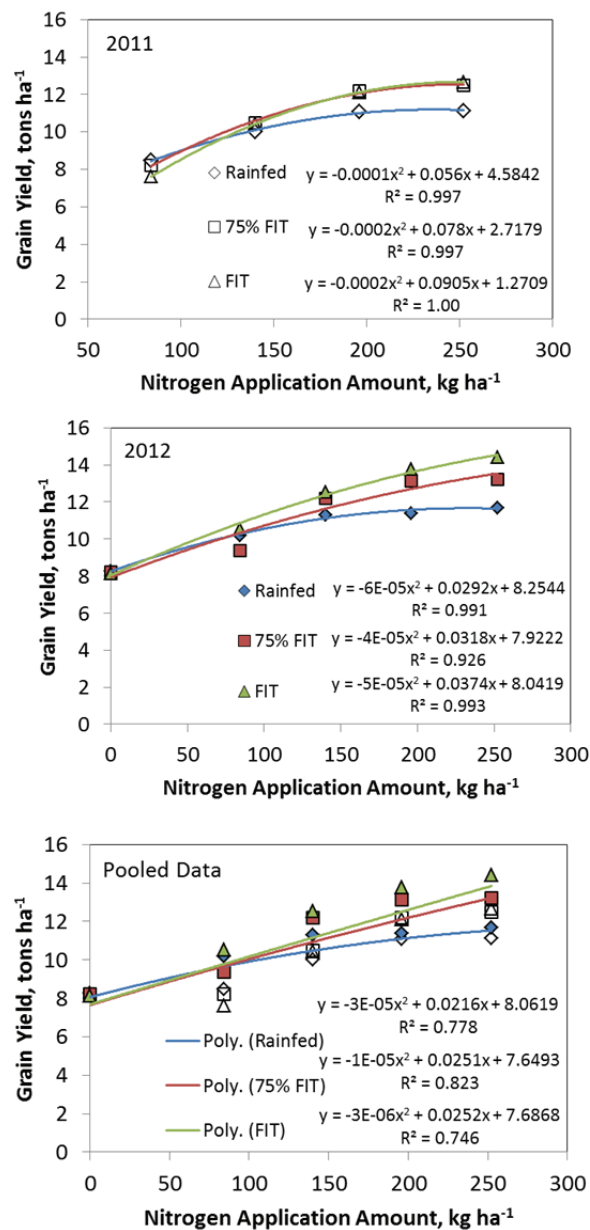 2011
16
14
12
10
8
6
4
2
0
Grain Yield, tons ha⁻¹
Rainfed y = -0.0001x² + 0.056x + 4.5842
R² = 0.997
75% FIT y = -0.0002x² + 0.078x + 2.7179
R² = 0.997
FIT y = -0.0002x² + 0.0905x + 1.2709
R² = 1.00
50 100 150 200 250 300
Nitrogen Application Amount, kg ha⁻¹
2012
16
14
12
10
8
6
4
2
0
Grain Yield, tons ha⁻¹
Rainfed y = -6E-05x² + 0.0292x + 8.2544
R² = 0.991
75% FIT y = -4E-05x² + 0.0318x + 7.9222
R² = 0.926
FIT y = -5E-05x² + 0.0374x + 8.0419
R² = 0.993
0 50 100 150 200 250 300
Nitrogen Application Amount, kg ha⁻¹
Pooled Data
16
14
12
10
8
6
4
2
0
Grain Yield, tons ha⁻¹
y = -3E-05x² + 0.0216x + 8.0619
Poly. (Rainfed) R² = 0.778
Poly. (75% FIT) y = -1E-05x² + 0.0251x + 7.6493
R² = 0.823
Poly. (FIT) y = -3E-06x² + 0.0252x + 7.6868
R² = 0.746
0 50 100 150 200 250 300
Nitrogen Application Amount, kg ha⁻¹